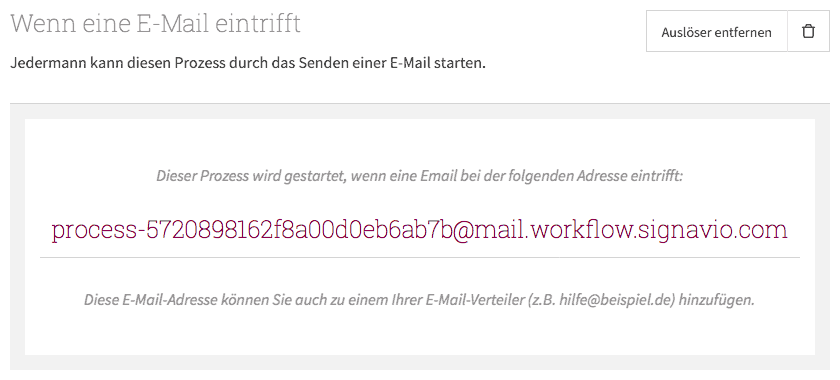 Wenn eine E-Mail eintrifft
Auslöser entfernen
Jedermann kann diesen Prozess durch das Senden einer E-Mail starten.
Dieser Prozess wird gestartet, wenn eine Email bei der folgenden Adresse eintrifft:
process-5720898162f8a00d0eb6ab7b@mail.workflow.signavio.com
Diese E-Mail-Adresse können Sie auch zu einem Ihrer E-Mail-Verteiler (z.B. hilfe@beispiel.de) hinzufügen.